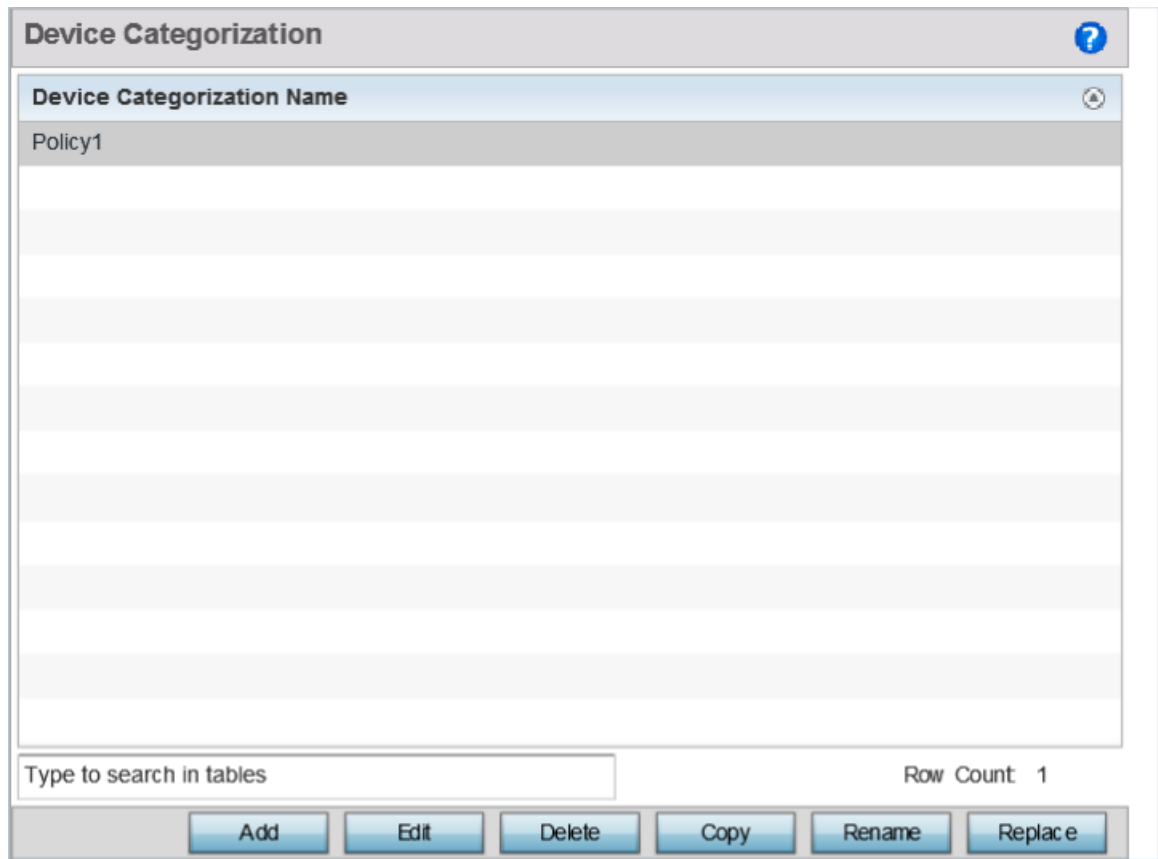 Device Categorization
?
Device Categorization Name
Policy1
Type to search in tables Row Count: 1
Add Edit Delete Copy Rename Replace